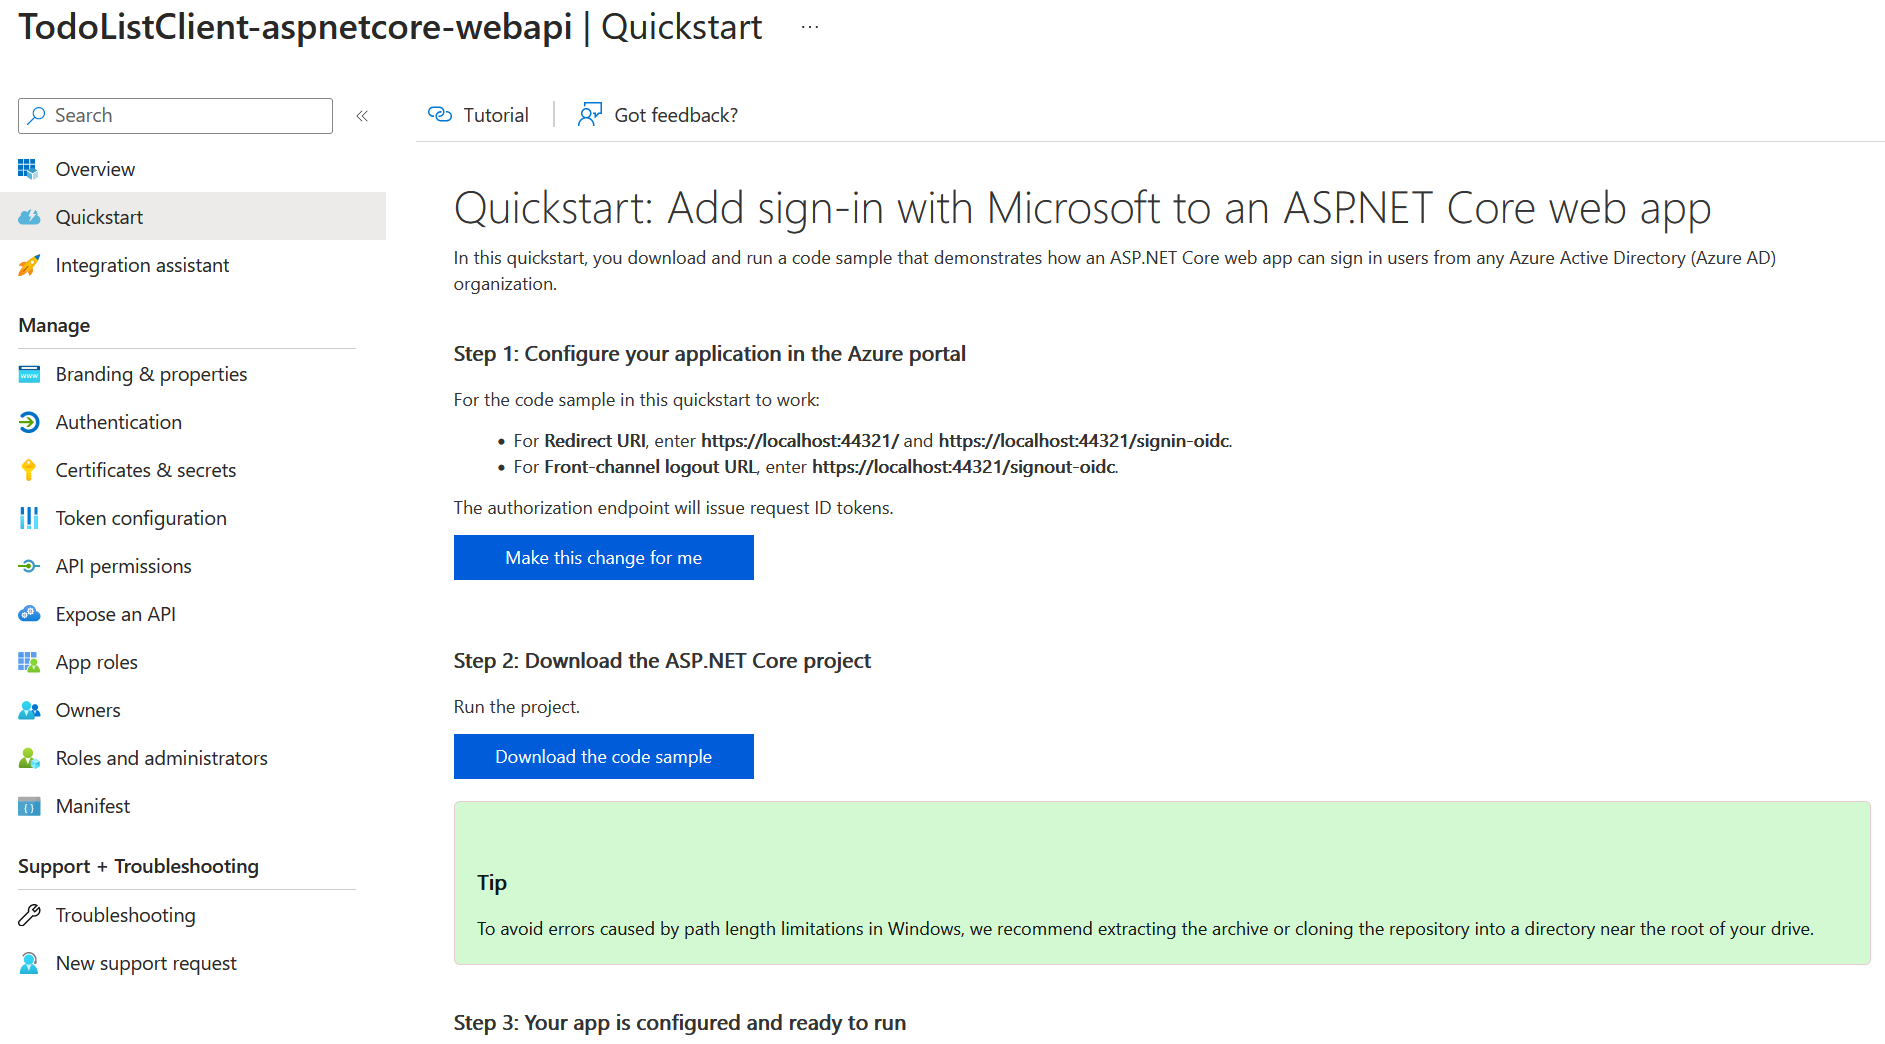 TodoListClient-aspnetcore-webapi | Quickstart ···
Search
«
Overview
Quickstart
Integration assistant
Manage
Branding & properties
Authentication
Certificates & secrets
Token configuration
API permissions
Expose an API
App roles
Owners
Roles and administrators
Manifest
Support + Troubleshooting
Troubleshooting
New support request
Tutorial
Got feedback?
Quickstart: Add sign-in with Microsoft to an ASP.NET Core web app
In this quickstart, you download and run a code sample that demonstrates how an ASP.NET Core web app can sign in users from any Azure Active Directory (Azure AD)
organization.
Step 1: Configure your application in the Azure portal
For the code sample in this quickstart to work:
• For Redirect URI, enter https://localhost:44321/ and https://localhost:44321/signin-oidc.
• For Front-channel logout URL, enter https://localhost:44321/signout-oidc.
The authorization endpoint will issue request ID tokens.
Make this change for me
Step 2: Download the ASP.NET Core project
Run the project.
Download the code sample
Tip
To avoid errors caused by path length limitations in Windows, we recommend extracting the archive or cloning the repository into a directory near the root of your drive.
Step 3: Your app is configured and ready to run